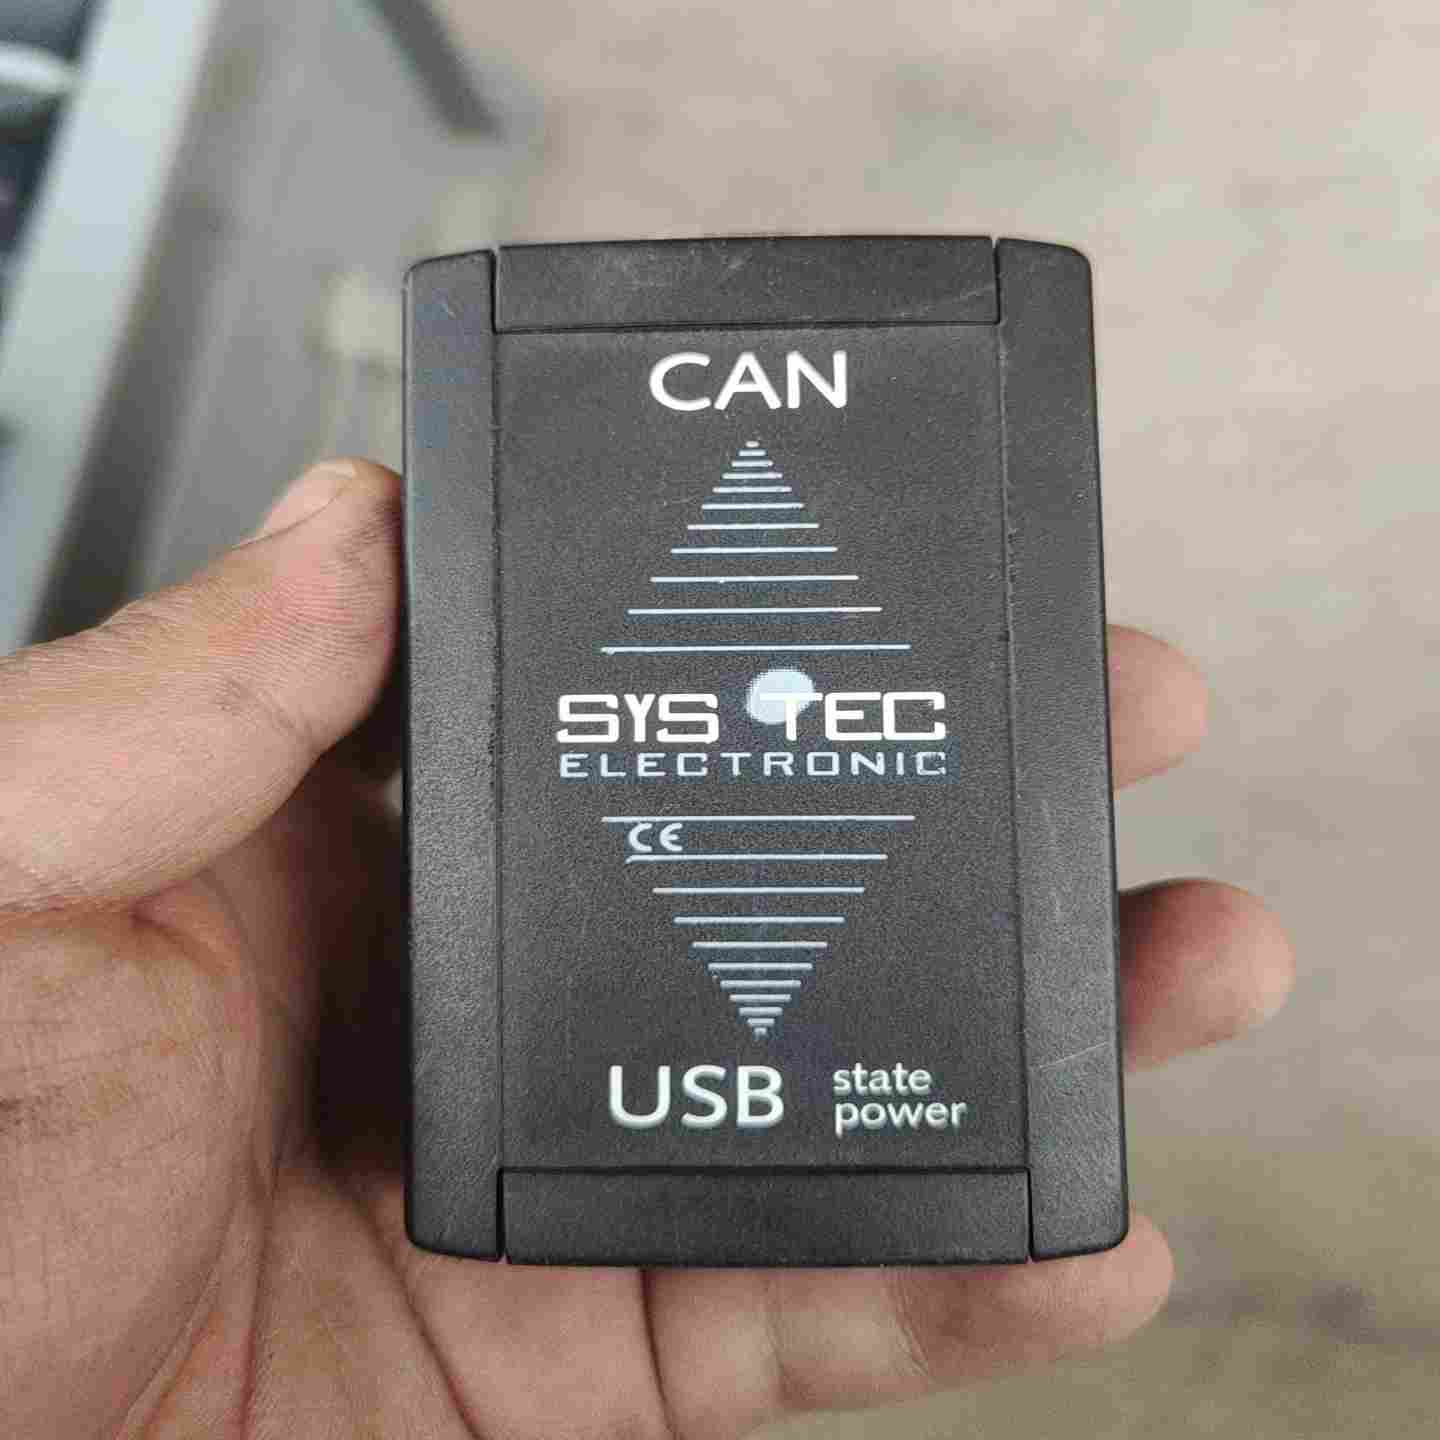 CAN
SYS TEC
ELECTRONIC
CE
USB
state
power